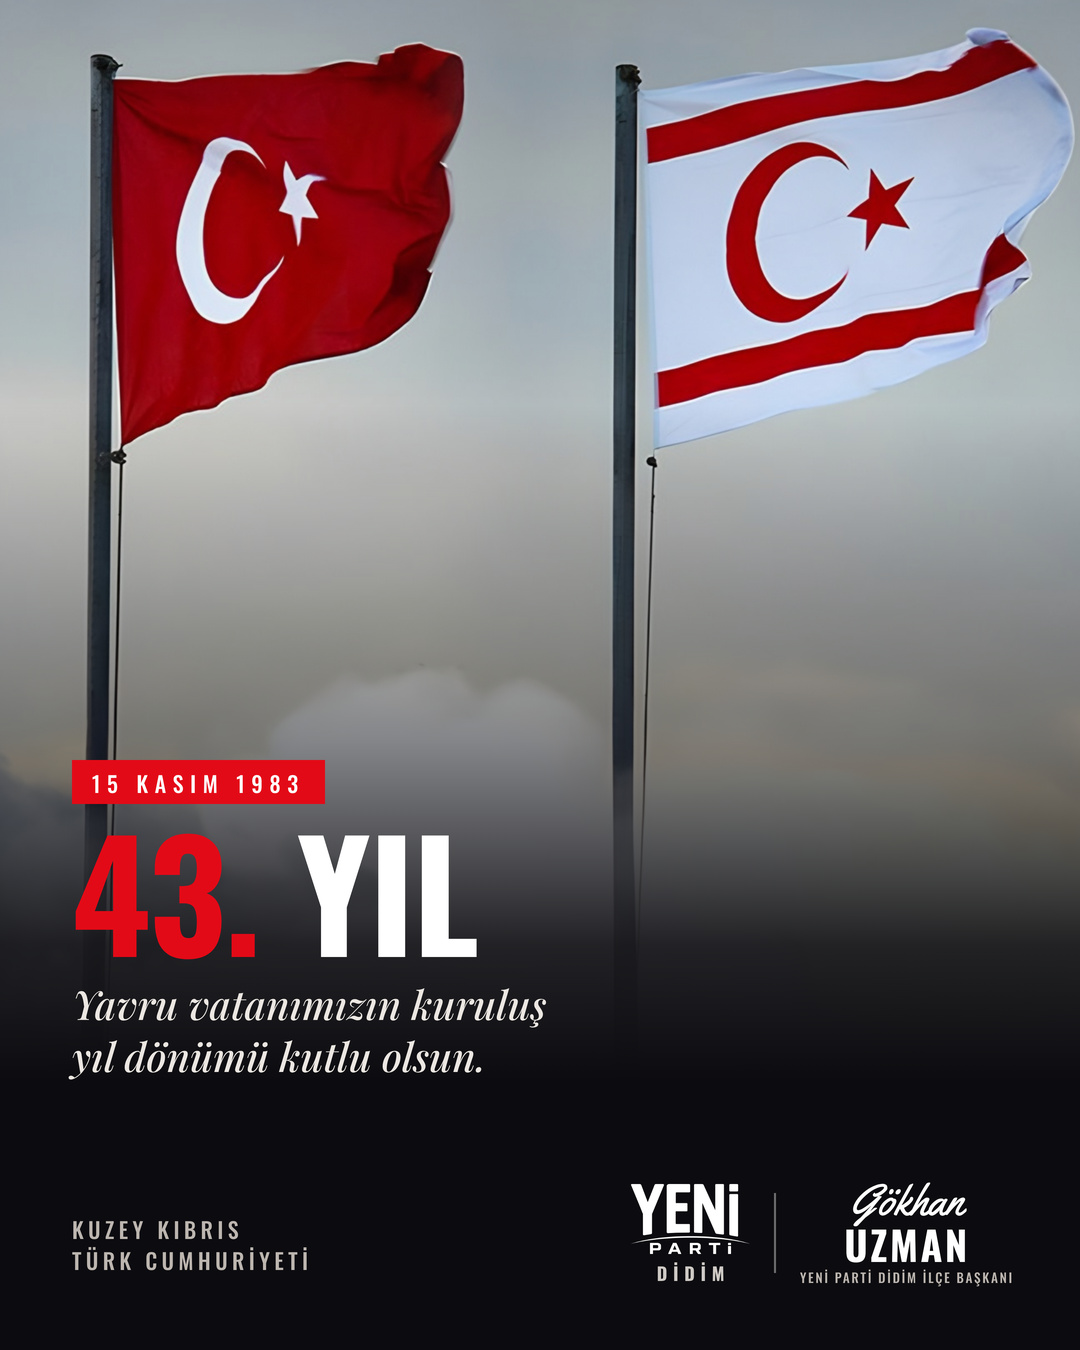 15 KASIM 1983
43. YIL
Yavru vatanımızın kuruluş
yıl dönümü kutlu olsun.
KUZEY KIBRIS
TÜRK CUMHURİYETİ
YENi
PARTi
DİDİM
Gökhan
UZMAN
YENİ PARTİ DİDİM İLÇE BAŞKANI